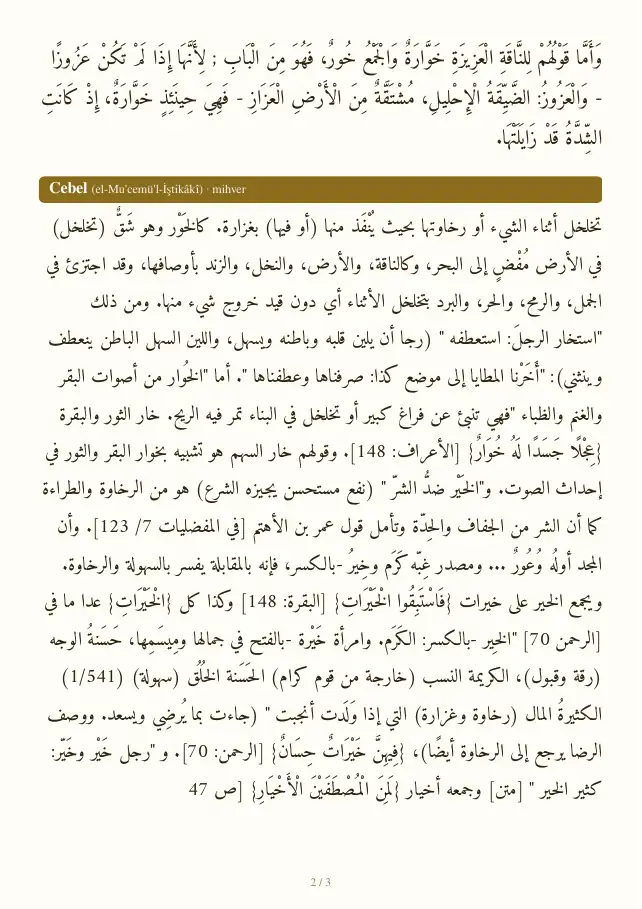 وَأَمَّا قَوْلُهُمْ لِلنَّاقَةِ الْعَزِيزَةِ خَوَّارَةٌ وَالْجَمْعُ خُورٌ، فَهُوَ مِنَ الْبَابِ ; لِأَنَّهَا إِذَا لَمْ تَكُنْ عَزُوزًا
- وَالْعَزُوزُ: الضَّيِّقَةُ الْإِحْلِيلِ، مُشْتَقَّةٌ مِنَ الْأَرْضِ الْعَزَازِ - فَهِيَ حِينَئِذٍ خَوَّارَةٌ، إِذْ كَانَتِ
الشِّدَّةُ قَدْ زَايَلَتْهَا.
Cebel (el-Mu'cemü'l-İştikâkî) · mihver
تخلخل أثناء الشيء أو رخاوتها بحيث يُنْفَذ منها (أو فيها) بغزارة. كالخَوْر وهو شَقٌّ (تخلخل)
في الأرض مُفْضٍ إلى البحر، وكالناقة، والأرض، والنخل، والزند بأوصافها، وقد اجتزئ في
الجمل، والرمح، والحر، والبرد بتخلخل الأثناء أي دون قيد خروج شيء منها. ومن ذلك
"استخار الرجلَ: استعطفه " (رجا أن يلين قلبه وباطنه ويسهل، واللين السهل الباطن ينعطف
وينثني): "أَخَرْنا المطايا إلى موضع كذا: صرفناها وعطفناها ". أما "الخُوار من أصوات البقر
والغنم والظباء "فهي تنبئ عن فراغ كبير أو تخلخل في البناء تمر فيه الريح. خار الثور والبقرة
{عِجْلًا جَسَدًا لَهُ خُوَارٌ} [الأعراف: 148]. وقولهم خار السهم هو تشبيه بخوار البقر والثور في
إحداث الصوت. و"الخَيْر ضدُّ الشرّ " (نفع مستحسن يجيزه الشرع) هو من الرخاوة والطراءة
كما أن الشر من الجفاف والحِدّة وتأمل قول عمر بن الأهتم [في المفضليات 7/ 123]. وأن
المجد أولُه وُعُورٌ ... ومصدر غِبّه كَرَم وخِيرُ -بالكسر، فإنه بالمقابلة يفسر بالسهولة والرخاوة.
ويجمع الخير على خيرات {فَاسْتَبِقُوا الْخَيْرَاتِ} [البقرة: 148] وكذا كل {الْخَيْرَاتِ} عدا ما في
[الرحمن 70] "الخِير -بالكسر: الكَرَم. وامرأة خَيْرة -بالفتح في جمالها ومِيسَمِها، حَسَنةُ الوجه
(رقة وقبول)، الكريمة النسب (خارجة من قوم كرام) الحَسَنة الخُلُق (سهولة) (1/541)
الكثيرةُ المال (رخاوة وغزارة) التي إذا وَلَدت أنجبت " (جاءت بما يُرضِي ويسعد. ووصف
الرضا يرجع إلى الرخاوة أيضًا)، {فِيهِنَّ خَيْرَاتٌ حِسَانٌ} [الرحمن: 70]. و "رجل خَيْر وخَيِّر:
كثير الخير " [متن] وجمعه أخيار {لَمِنَ الْمُصْطَفَيْنَ الْأَخْيَارِ} [ص 47
2 / 3